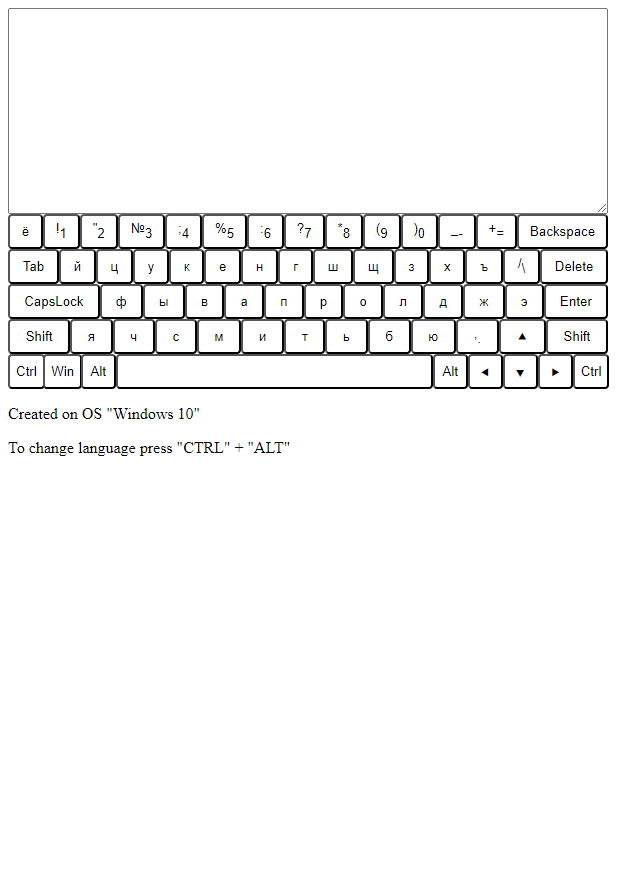 ё !1 "2 №3 ;4 %5 :6 ?7 *8 (9 )0 _- += Backspace
Tab й ц у к е н г ш щ з х ъ /\ Delete
CapsLock ф ы в а п р о л д ж э Enter
Shift я ч с м и т ь б ю ,. ▲ Shift
Ctrl Win Alt Alt ◄ ▼ ► Ctrl
Created on OS "Windows 10"
To change language press "CTRL" + "ALT"